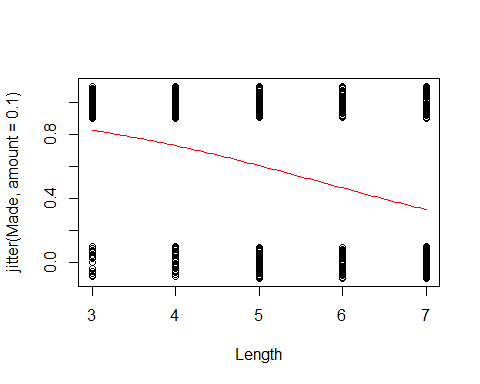 jitter(Made, amount = 0.1)
0.8
0.4
0.0
3 4 5 6 7
Length